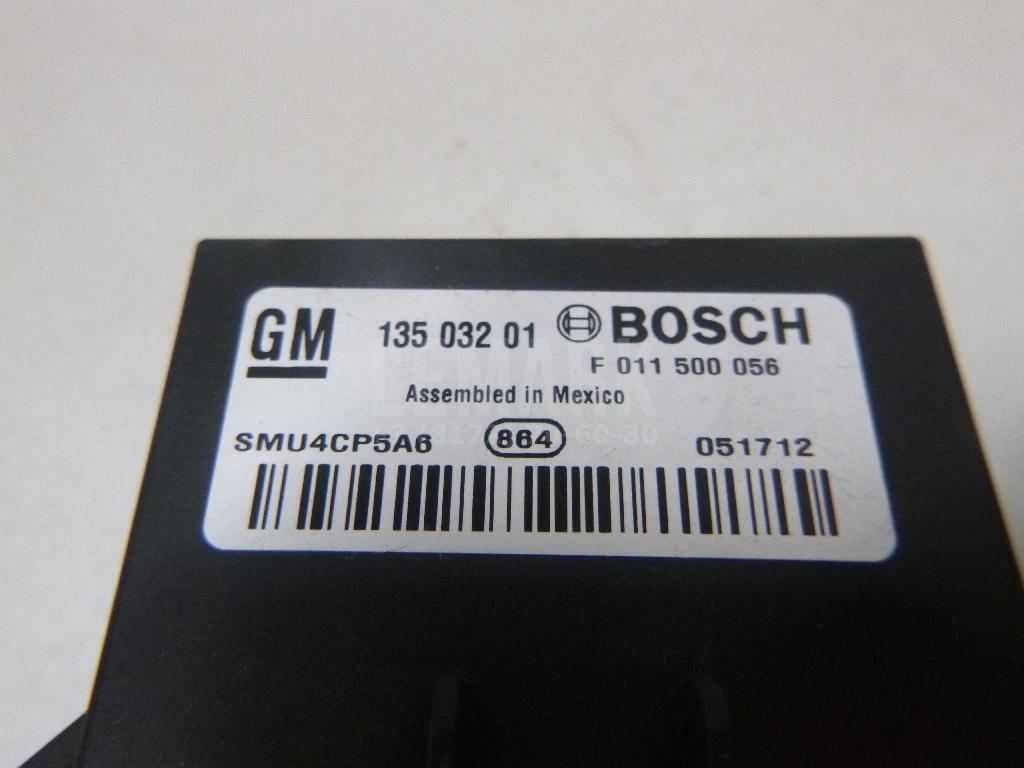 GM 135 032 01 BOSCH
F 011 500 056
Assembled in Mexico
SMU4CP5A6 864 051712